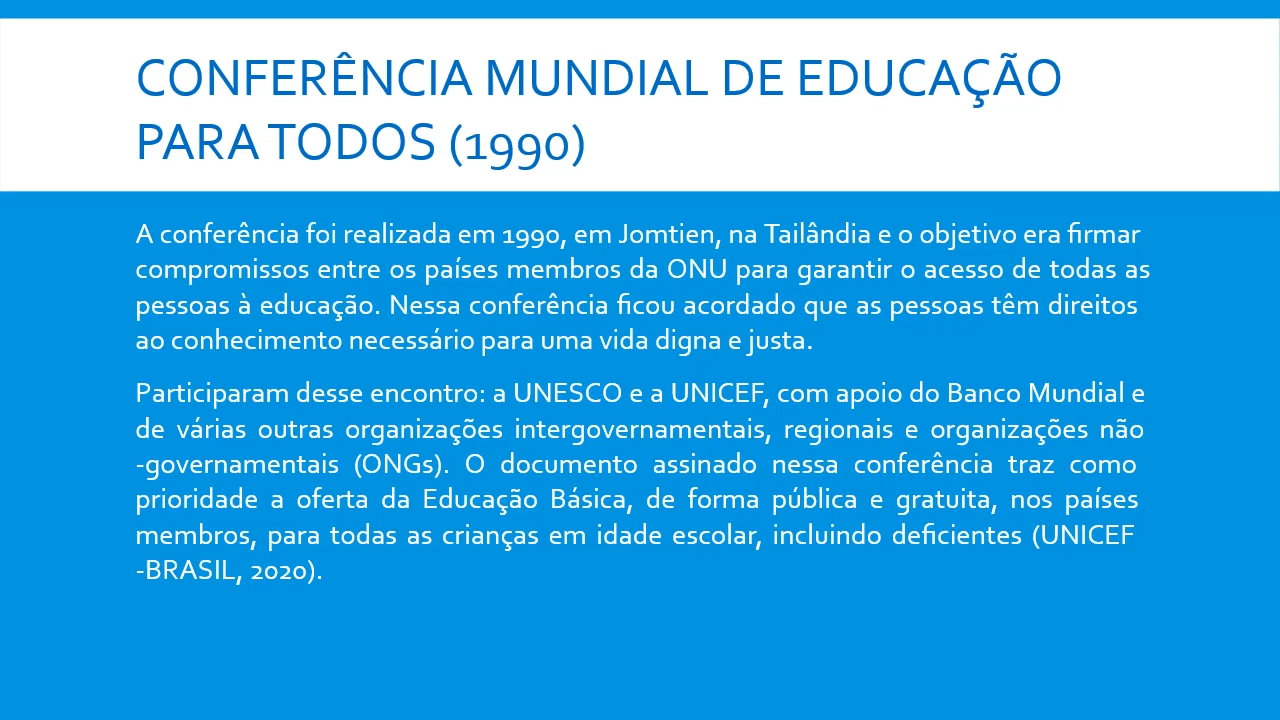 CONFERÊNCIA MUNDIAL DE EDUCAÇÃO
PARA TODOS (1990)
A conferência foi realizada em 1990, em Jomtien, na Tailândia e o objetivo era firmar
compromissos entre os países membros da ONU para garantir o acesso de todas as
pessoas à educação. Nessa conferência ficou acordado que as pessoas têm direitos
ao conhecimento necessário para uma vida digna e justa.
Participaram desse encontro: a UNESCO e a UNICEF, com apoio do Banco Mundial e
de várias outras organizações intergovernamentais, regionais e organizações não
-governamentais (ONGs). O documento assinado nessa conferência traz como
prioridade a oferta da Educação Básica, de forma pública e gratuita, nos países
membros, para todas as crianças em idade escolar, incluindo deficientes (UNICEF
-BRASIL, 2020).